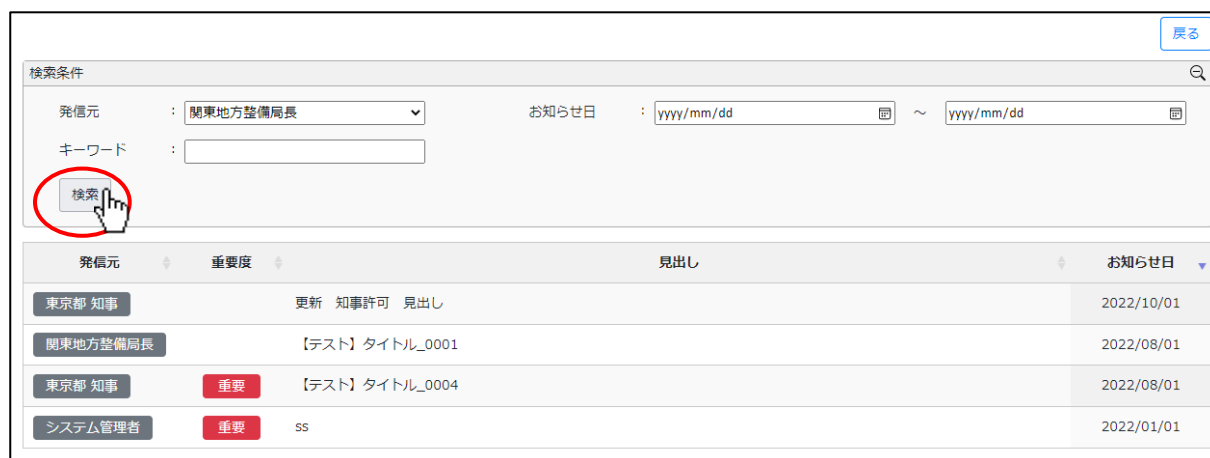 戻る
検索条件
発信元 : 関東地方整備局長 お知らせ日 : yyyy/mm/dd ～ yyyy/mm/dd
キーワード :
検索
発信元 重要度 見出し お知らせ日
東京都 知事 更新　知事許可　見出し 2022/10/01
関東地方整備局長 【テスト】タイトル_0001 2022/08/01
東京都 知事 重要 【テスト】タイトル_0004 2022/08/01
システム管理者 重要 ss 2022/01/01